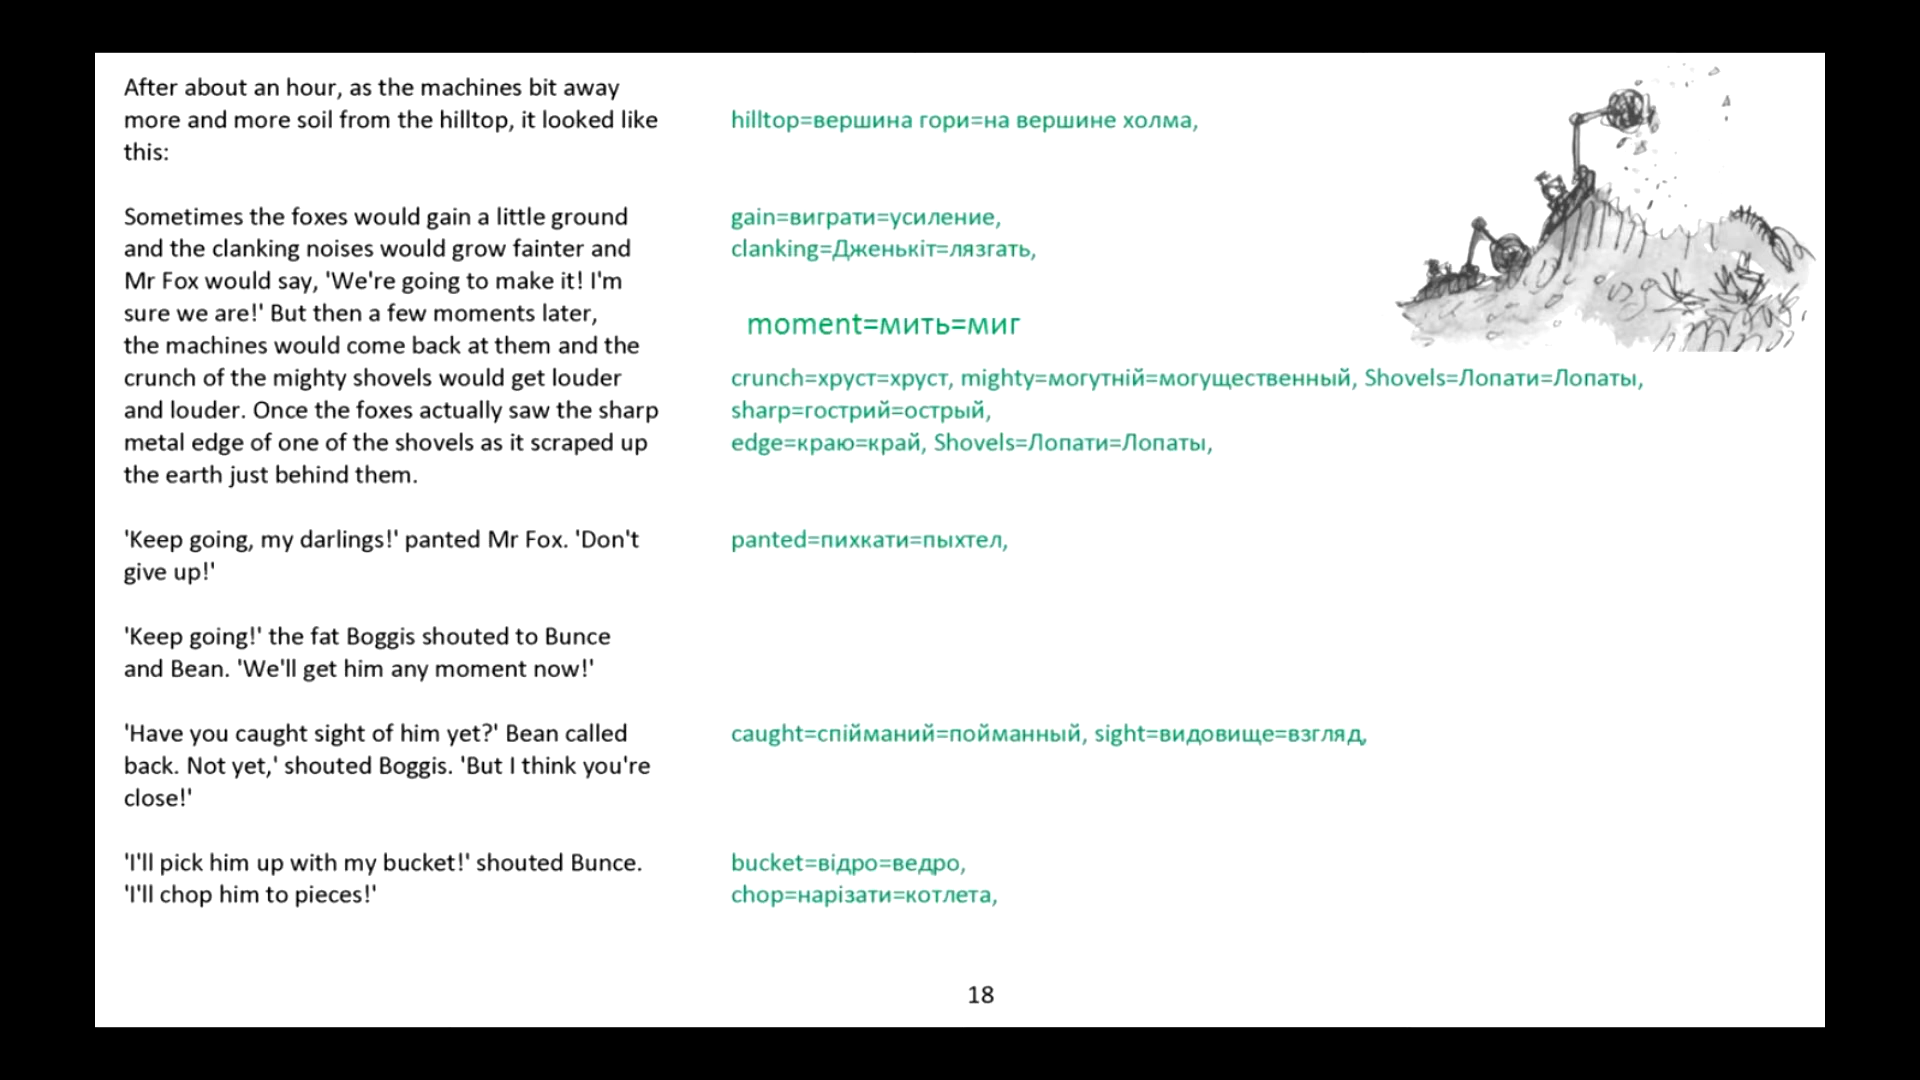 After about an hour, as the machines bit away
more and more soil from the hilltop, it looked like
this:
hilltop=вершина гори=на вершине холма,
Sometimes the foxes would gain a little ground
and the clanking noises would grow fainter and
Mr Fox would say, 'We're going to make it! I'm
sure we are!' But then a few moments later,
the machines would come back at them and the
crunch of the mighty shovels would get louder
and louder. Once the foxes actually saw the sharp
metal edge of one of the shovels as it scraped up
the earth just behind them.
gain=виграти=усиление,
clanking=Дженькіт=лязгать,
moment=мить=миг
crunch=хруст=хруст, mighty=могутній=могущественный, Shovels=Лопати=Лопаты,
sharp=гострий=острый,
edge=краю=край, Shovels=Лопати=Лопаты,
'Keep going, my darlings!' panted Mr Fox. 'Don't
give up!'
panted=пихкати=пыхтел,
'Keep going!' the fat Boggis shouted to Bunce
and Bean. 'We'll get him any moment now!'
'Have you caught sight of him yet?' Bean called
back. Not yet,' shouted Boggis. 'But I think you're
close!'
caught=спійманий=пойманный, sight=видовище=взгляд,
'I'll pick him up with my bucket!' shouted Bunce.
'I'll chop him to pieces!'
bucket=відро=ведро,
chop=нарізати=котлета,
18